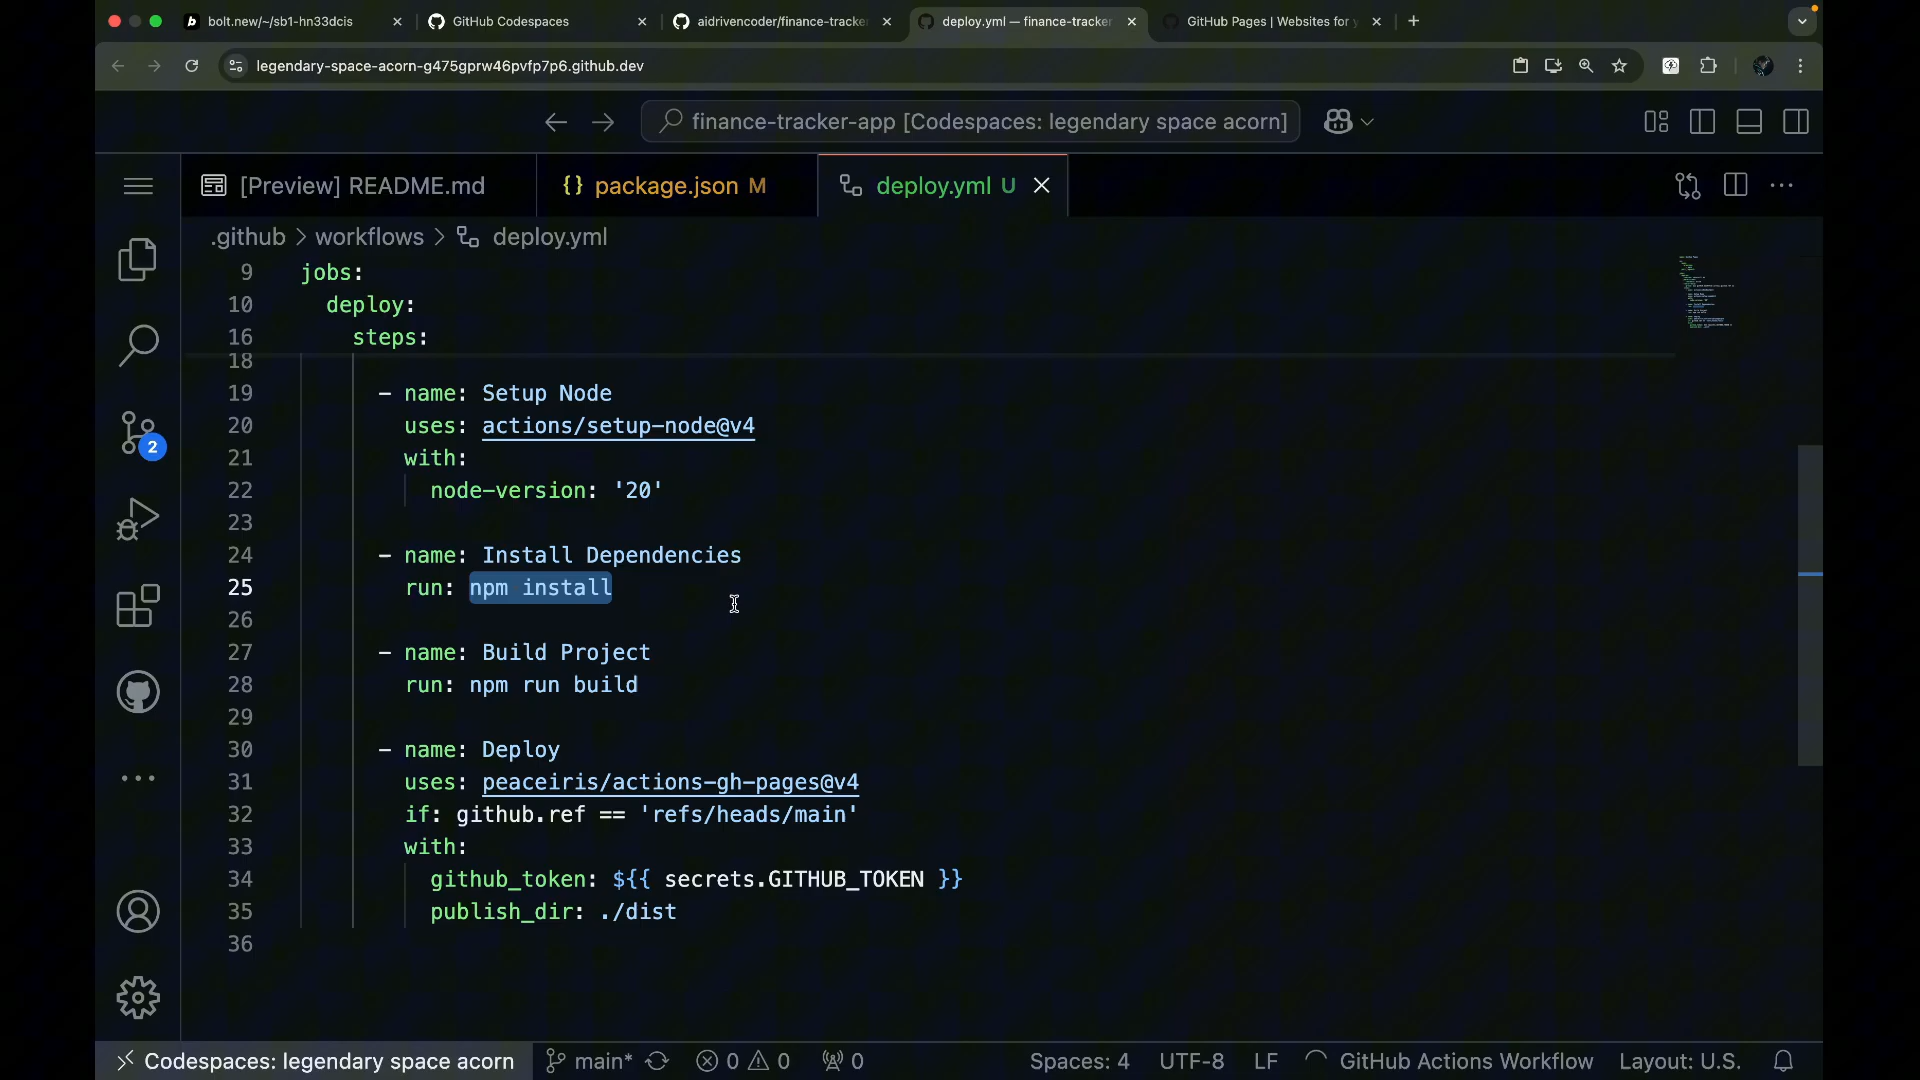 bolt.new/~/sb1-hn33dcis
GitHub Codespaces
aidrivencoder/finance-tracke
deploy.yml — finance-tracker
GitHub Pages | Websites for y
legendary-space-acorn-g475gprw46pvfp7p6.github.dev
finance-tracker-app [Codespaces: legendary space acorn]
[Preview] README.md
{} package.json M
deploy.yml U
.github > workflows > deploy.yml
9 jobs:
10 deploy:
16 steps:
18
19 - name: Setup Node
20 uses: actions/setup-node@v4
21 with:
22 node-version: '20'
23
24 - name: Install Dependencies
25 run: npm install
26
27 - name: Build Project
28 run: npm run build
29
30 - name: Deploy
31 uses: peaceiris/actions-gh-pages@v4
32 if: github.ref == 'refs/heads/main'
33 with:
34 github_token: ${{ secrets.GITHUB_TOKEN }}
35 publish_dir: ./dist
36
2
Codespaces: legendary space acorn
main*
0
0
0
Spaces: 4
UTF-8
LF
GitHub Actions Workflow
Layout: U.S.